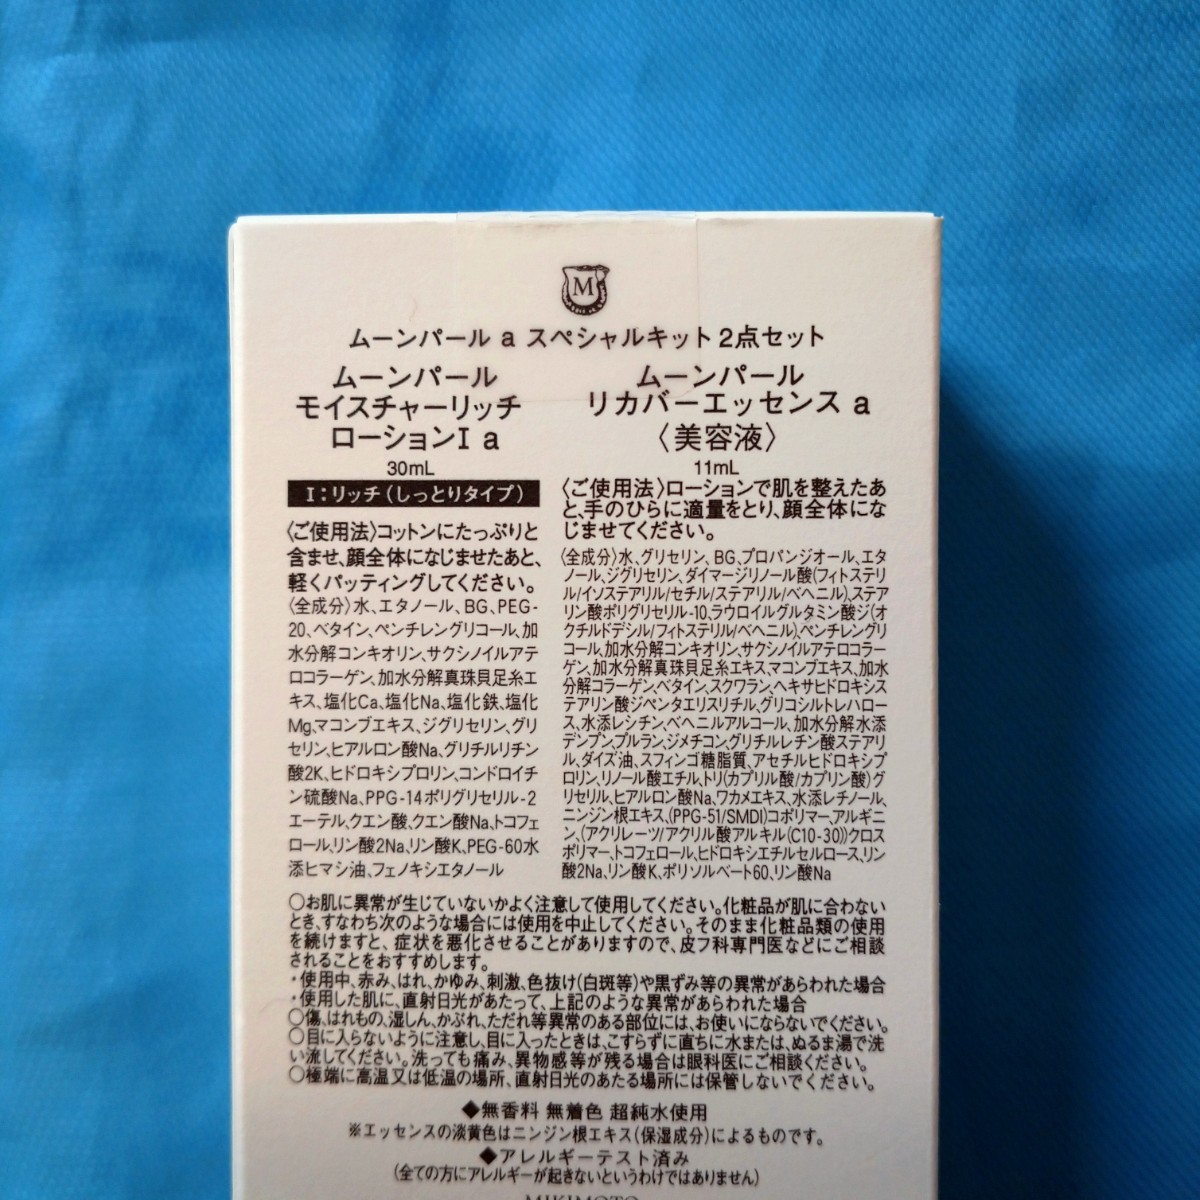 M
ムーンパール a スペシャルキット 2点セット
ムーンパール
モイスチャーリッチ
ローションI a
30mL
I:リッチ(しっとりタイプ)
〈ご使用法〉コットンにたっぷりと
含ませ、顔全体になじませたあと、
軽くパッティングしてください。
〈全成分〉水、エタノール、BG、PEG-
20、ベタイン、ペンチレングリコール、加
水分解コンキオリン、サクシノイルアテ
ロコラーゲン、加水分解真珠貝足糸エ
キス、塩化Ca、塩化Na、塩化鉄、塩化
Mg、マコンブエキス、ジグリセリン、グリ
セリン、ヒアルロン酸Na、グリチルリチン
酸2K、ヒドロキシプロリン、コンドロイチ
ン硫酸Na、PPG-14ポリグリセリル-2
エーテル、クエン酸、クエン酸Na、トコフェ
ロール、リン酸2Na、リン酸K、PEG-60水
添ヒマシ油、フェノキシエタノール
ムーンパール
リカバーエッセンス a
〈美容液〉
11mL
〈ご使用法〉ローションで肌を整えたあ
と、手のひらに適量をとり、顔全体にな
じませてください。
〈全成分〉水、グリセリン、BG、プロパンジオール、エタ
ノール、ジグリセリン、ダイマージリノール酸(フィトステリ
ル/イソステアリル/セチル/ステアリル/ベヘニル)、ステア
リン酸ポリグリセリル-10、ラウロイルグルタミン酸ジ(オ
クチルドデシル/フィトステリル/ベヘニル)、ペンチレングリ
コール、加水分解コンキオリン、サクシノイルアテロコラー
ゲン、加水分解真珠貝足糸エキス、マコンブエキス、加水
分解コラーゲン、ベタイン、スクワラン、ヘキサヒドロキシス
テアリン酸ジペンタエリスリチル、グリコシルトレハロー
ス、水添レシチン、ベヘニルアルコール、加水分解水添
デンプン、プルラン、ジメチコン、グリチルレチン酸ステアリ
ル、ダイズ油、スフィンゴ糖脂質、アセチルヒドロキシプ
ロリン、リノール酸エチル、トリ(カプリル酸/カプリン酸)グ
リセリル、ヒアルロン酸Na、ワカメエキス、水添レチノール、
ニンジン根エキス、(PPG-51/SMDI)コポリマー、アルギニ
ン、(アクリレーツ/アクリル酸アルキル(C10-30))クロス
ポリマー、トコフェロール、ヒドロキシエチルセルロース、リン
酸2Na、リン酸K、ポリソルベート60、リン酸Na
○お肌に異常が生じていないかよく注意して使用してください。化粧品が肌に合わない
とき、すなわち次のような場合には使用を中止してください。そのまま化粧品類の使用
を続けますと、症状を悪化させることがありますので、皮フ科専門医などにご相談
されることをおすすめします。
・使用中、赤み、はれ、かゆみ、刺激、色抜け(白斑等)や黒ずみ等の異常があらわれた場合
・使用した肌に、直射日光があたって、上記のような異常があらわれた場合
○傷、はれもの、湿しん、かぶれ、ただれ等異常のある部位には、お使いにならないでください。
○目に入らないように注意し、目に入ったときは、こすらずに直ちに水または、ぬるま湯で洗
い流してください。洗っても痛み、異物感等が残る場合は眼科医にご相談ください。
○極端に高温又は低温の場所、直射日光のあたる場所には保管しないでください。
◆無香料 無着色 超純水使用
※エッセンスの淡黄色はニンジン根エキス(保湿成分)によるものです。
◆アレルギーテスト済み
(全ての方にアレルギーが起きないというわけではありません)
MIKIMOTO